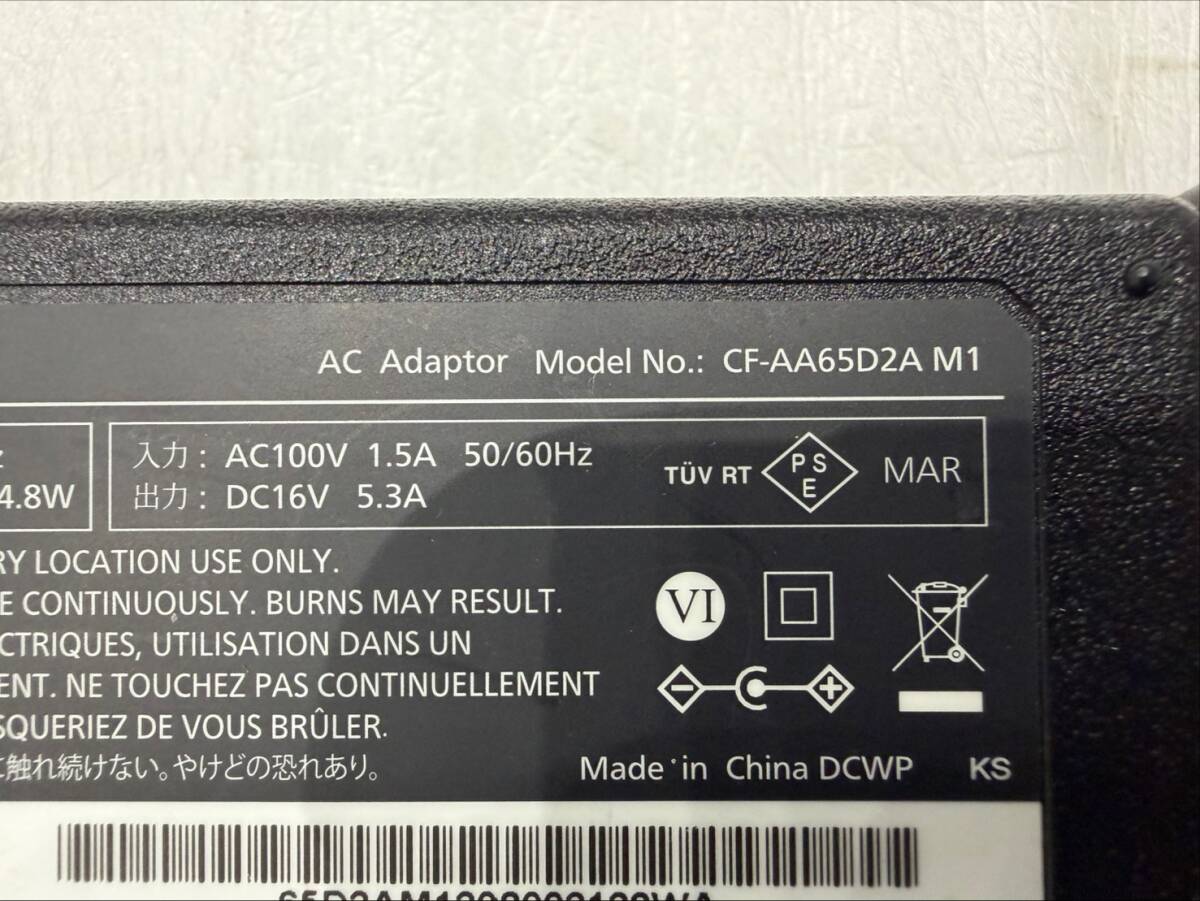 AC Adaptor Model No.: CF-AA65D2A M1
z
4.8W
入力: AC100V 1.5A 50/60Hz
出力: DC16V 5.3A
TÜV RT PSE MAR
RY LOCATION USE ONLY.
E CONTINUOUSLY. BURNS MAY RESULT.
CTRIQUES, UTILISATION DANS UN
ENT. NE TOUCHEZ PAS CONTINUELLEMENT
SQUERIEZ DE VOUS BRÛLER.
に触れ続けない。やけどの恐れあり。
VI
Made in China DCWP KS